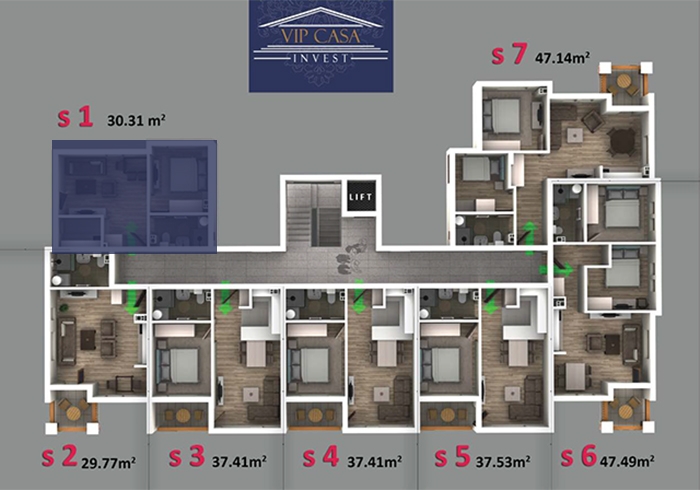 VIP CASA
INVEST
S 7 47.14m²
S 1 30.31 m²
LIFT
S 2 29.77m²
S 3 37.41m²
S 4 37.41m²
S 5 37.53m²
S 6 47.49m²